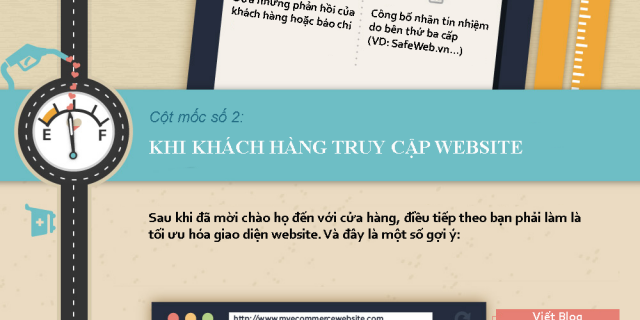 những phản hồi của
khách hàng hoặc báo chí
Công bố nhãn tín nhiệm
do bên thứ ba cấp
(VD: SafeWeb.vn...)
E F
Cột mốc số 2:
KHI KHÁCH HÀNG TRUY CẬP WEBSITE
Sau khi đã mời chào họ đến với cửa hàng, điều tiếp theo bạn phải làm là
tối ưu hóa giao diện website. Và đây là một số gợi ý:
http://www.myecommercewebsite.com
Viết Blog